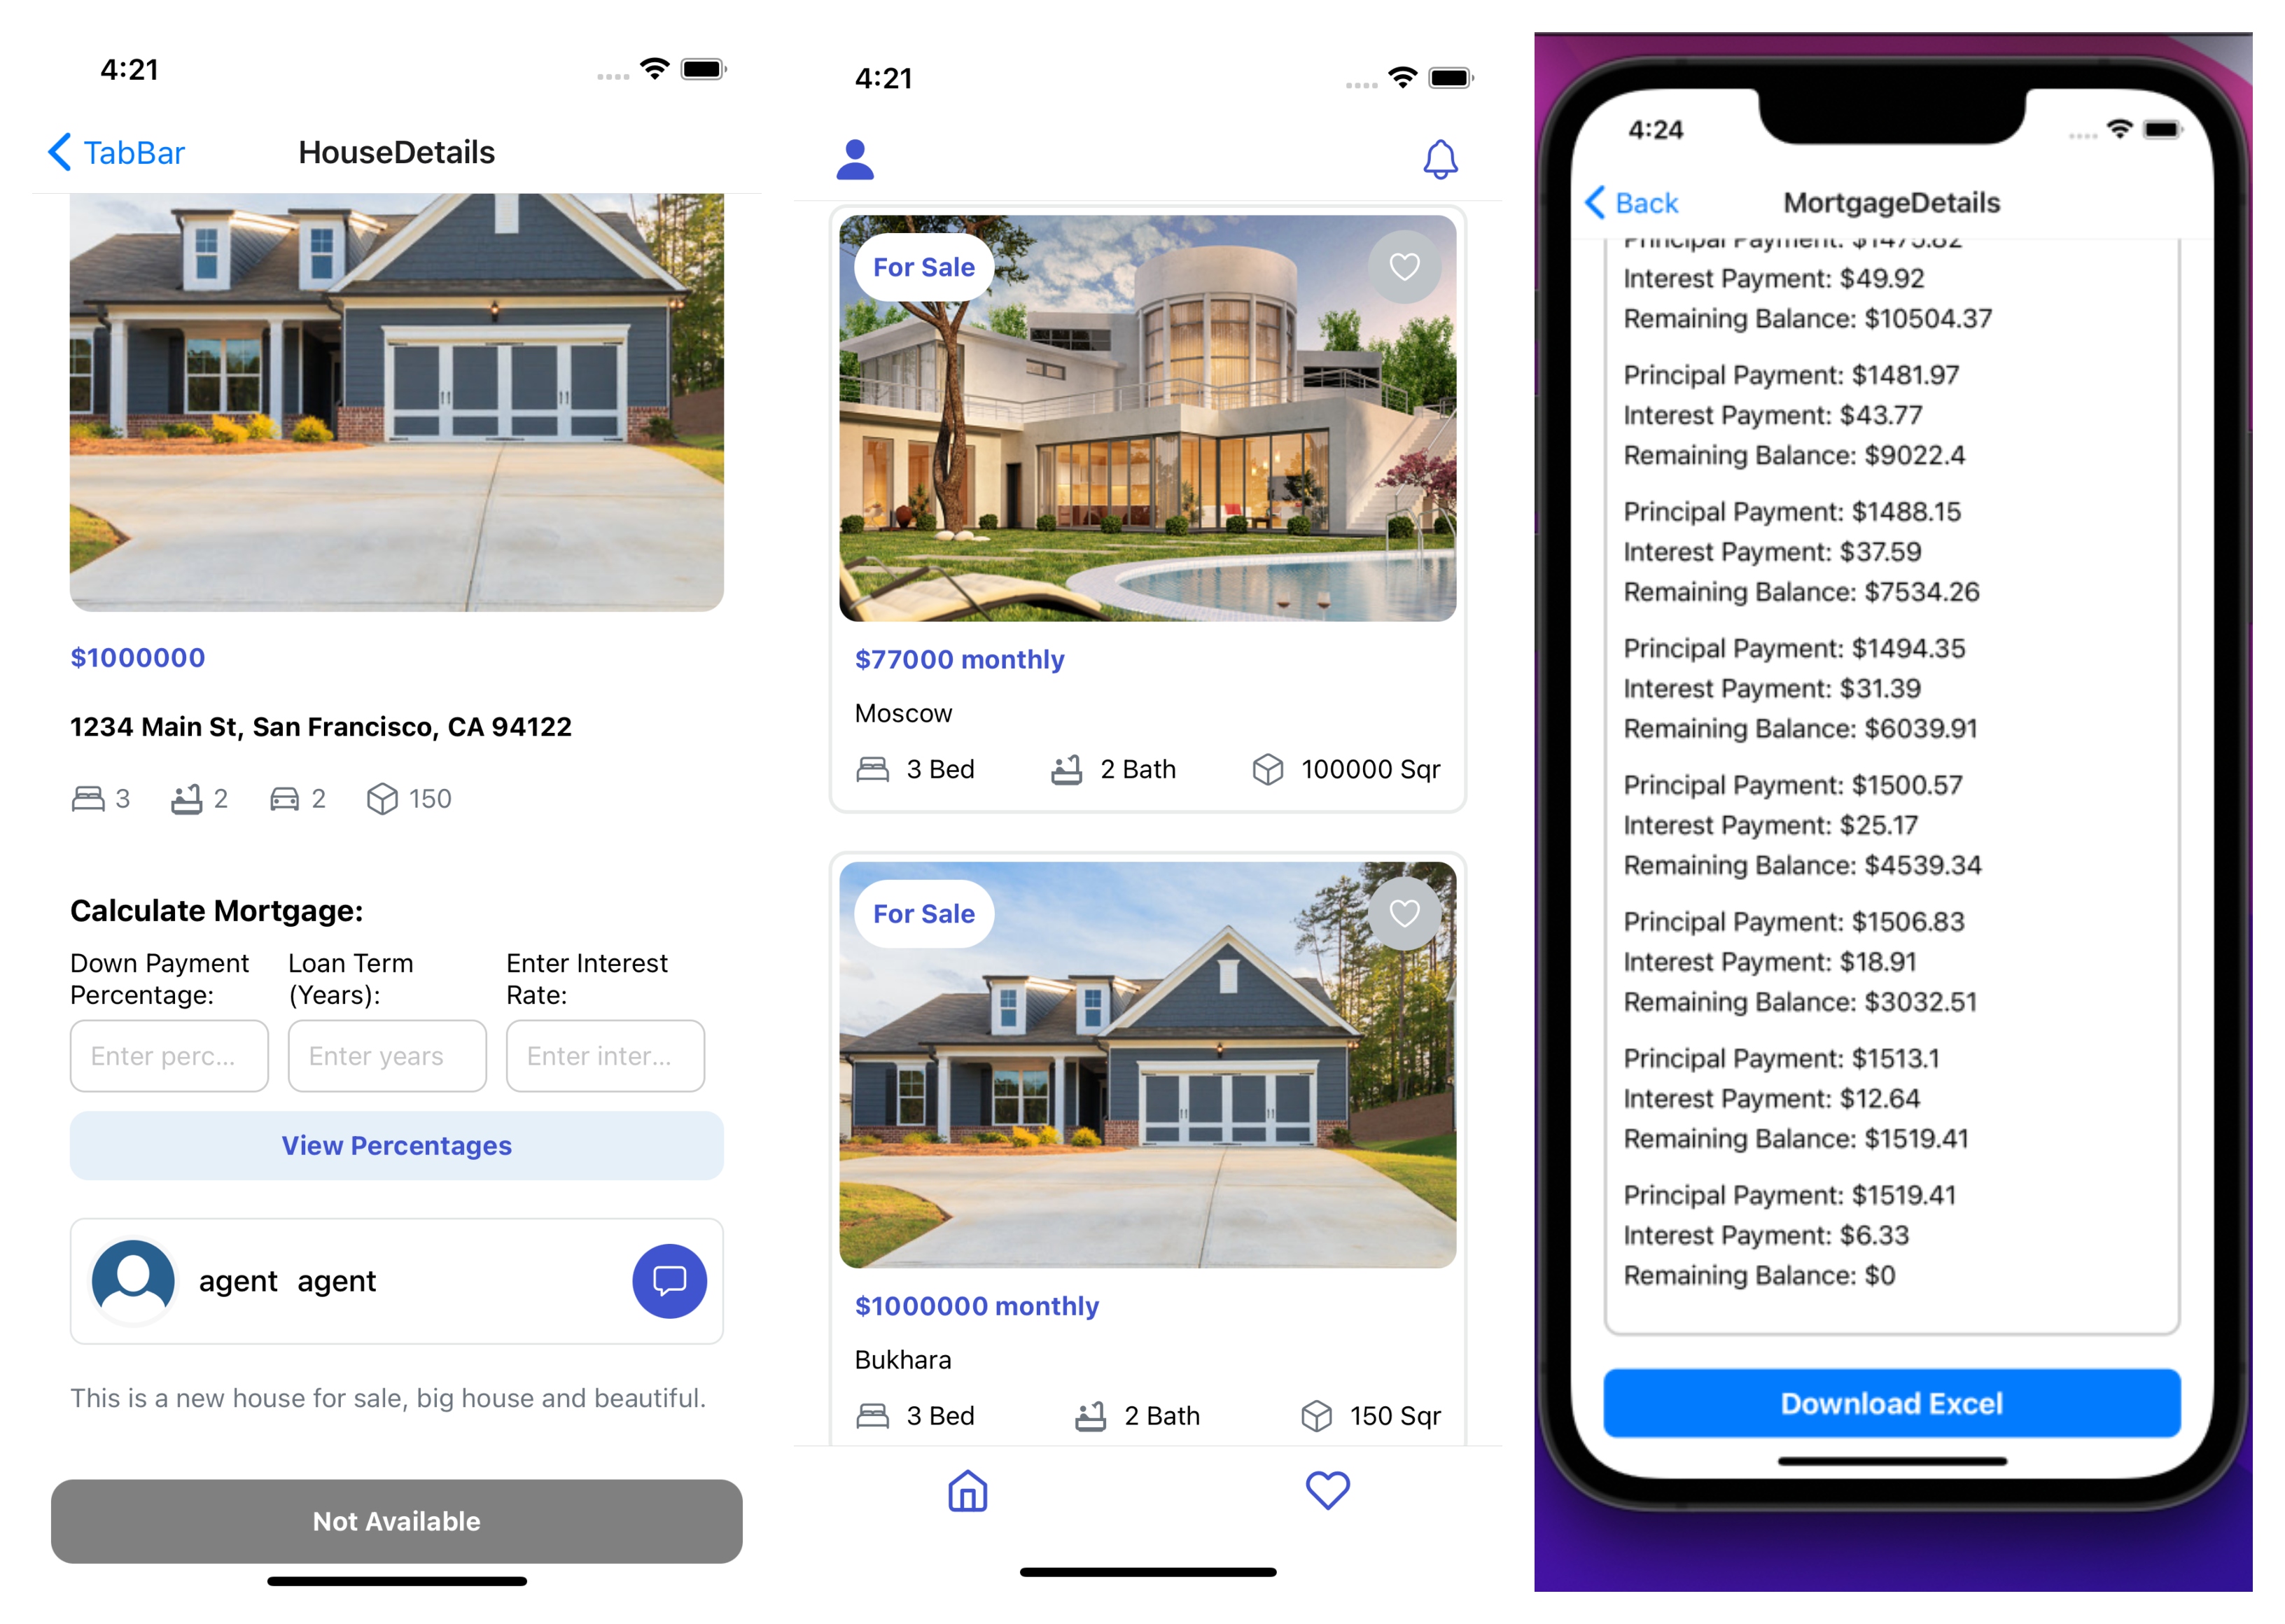 4:21
TabBar
HouseDetails
$1000000
1234 Main St, San Francisco, CA 94122
3 2 2 150
Calculate Mortgage:
Down Payment Percentage:
Loan Term (Years):
Enter Interest Rate:
Enter perc...
Enter years
Enter inter...
View Percentages
agent agent
This is a new house for sale, big house and beautiful.
Not Available
4:21
For Sale
$77000 monthly
Moscow
3 Bed 2 Bath 100000 Sqr
For Sale
$1000000 monthly
Bukhara
3 Bed 2 Bath 150 Sqr
4:24
Back
MortgageDetails
Principal Payment: $1475.82
Interest Payment: $49.92
Remaining Balance: $10504.37
Principal Payment: $1481.97
Interest Payment: $43.77
Remaining Balance: $9022.4
Principal Payment: $1488.15
Interest Payment: $37.59
Remaining Balance: $7534.26
Principal Payment: $1494.35
Interest Payment: $31.39
Remaining Balance: $6039.91
Principal Payment: $1500.57
Interest Payment: $25.17
Remaining Balance: $4539.34
Principal Payment: $1506.83
Interest Payment: $18.91
Remaining Balance: $3032.51
Principal Payment: $1513.1
Interest Payment: $12.64
Remaining Balance: $1519.41
Principal Payment: $1519.41
Interest Payment: $6.33
Remaining Balance: $0
Download Excel